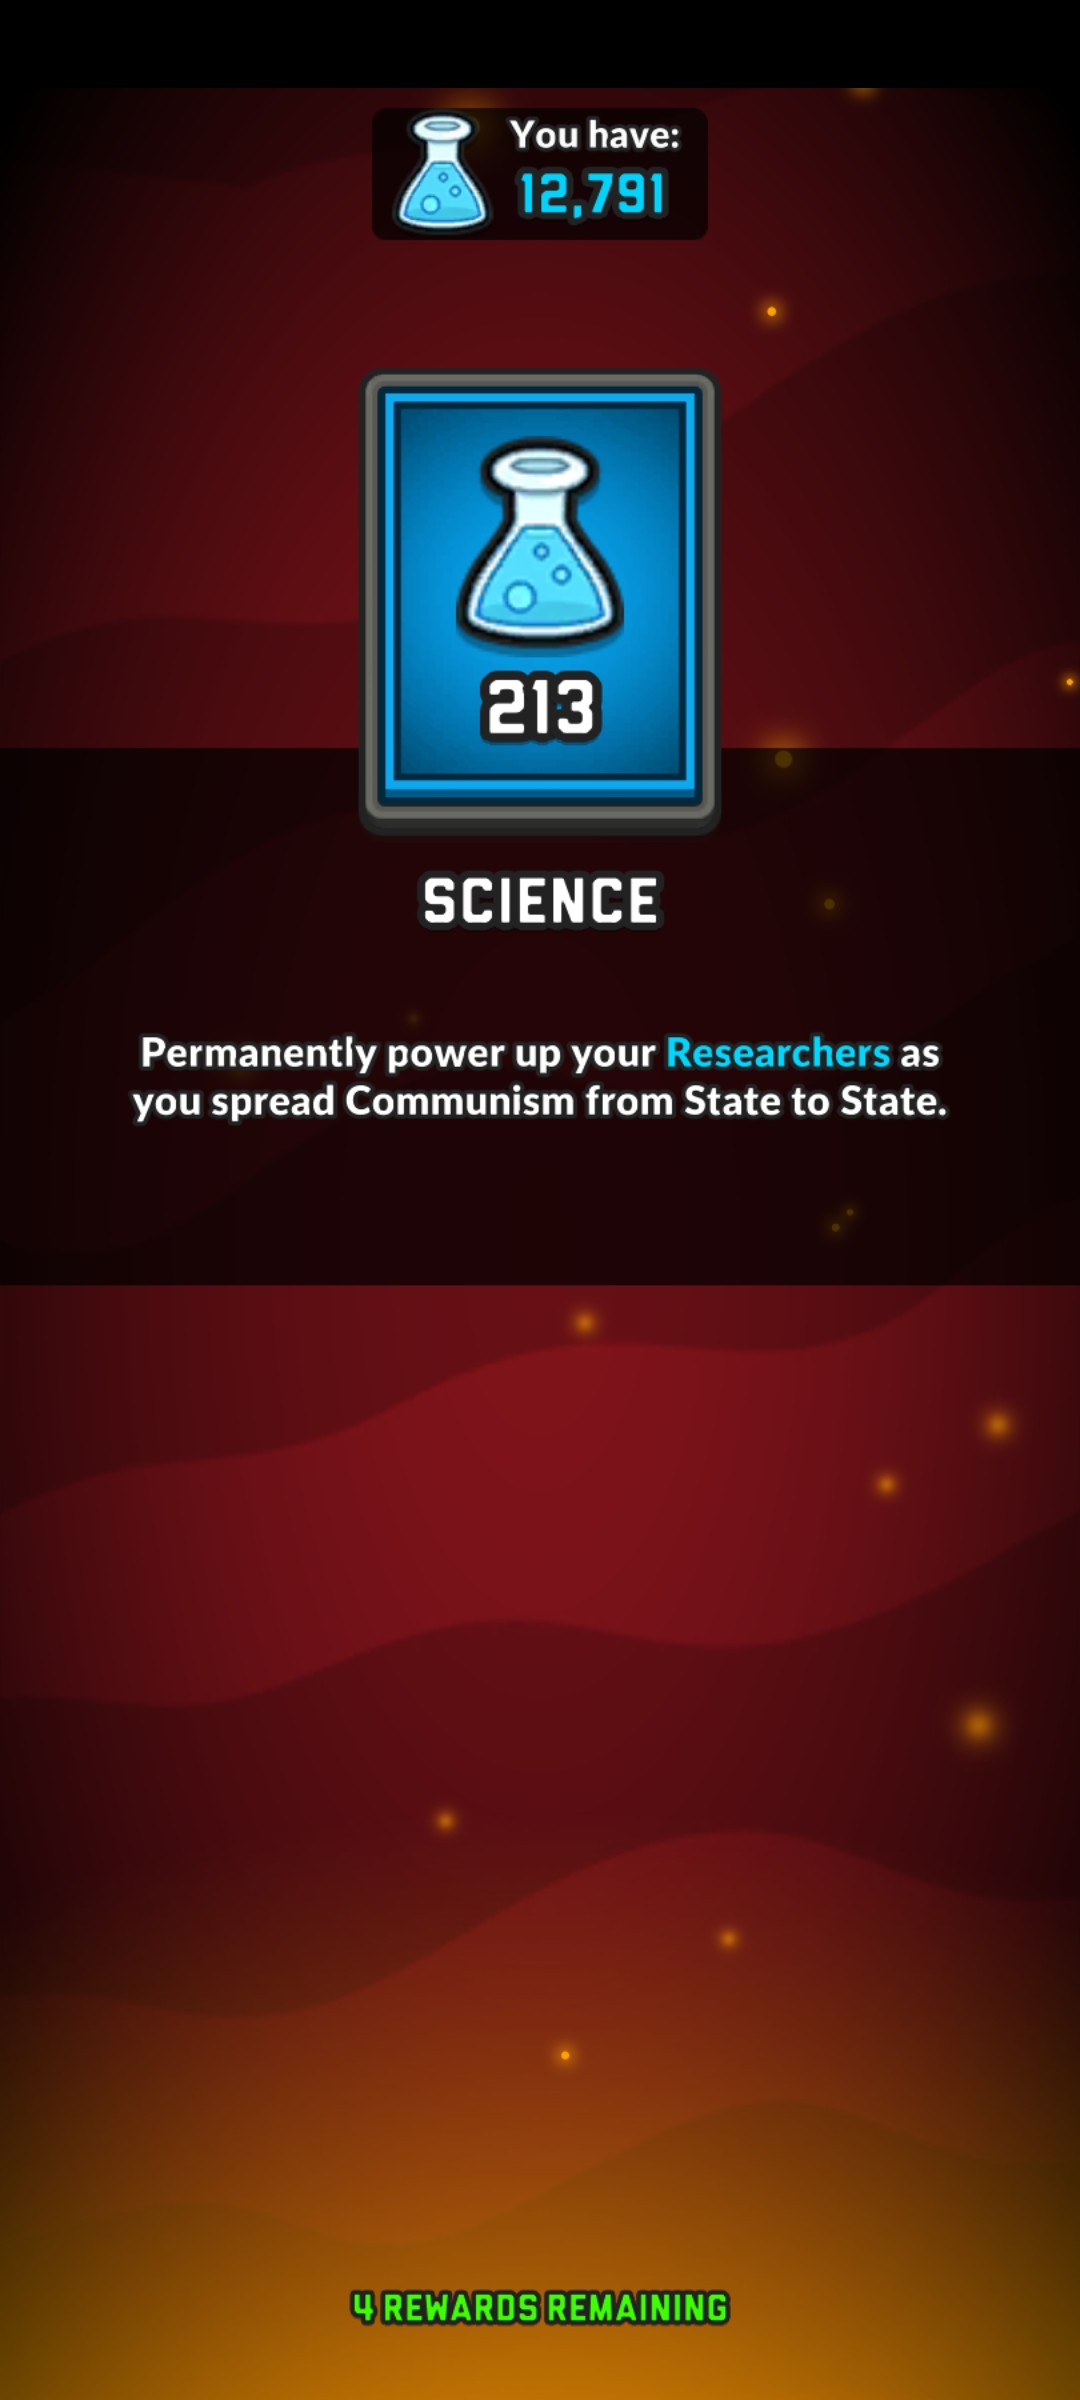 You have:
12,791
213
SCIENCE
Permanently power up your Researchers as
you spread Communism from State to State.
4 REWARDS REMAINING